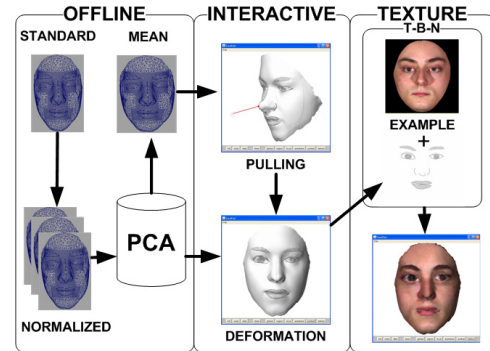 OFFLINE
INTERACTIVE
TEXTURE
STANDARD
MEAN
T-B-N
EXAMPLE
+
PULLING
PCA
NORMALIZED
DEFORMATION